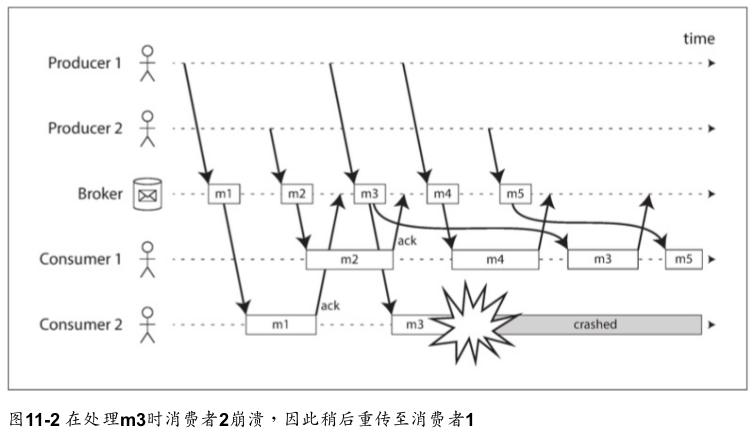 time
Producer 1
Producer 2
Broker
m1
m2
m3
m4
m5
ack
Consumer 1
m2
m4
m3
m5
ack
Consumer 2
m1
m3
crashed
图11-2 在处理m3时消费者2崩溃，因此稍后重传至消费者1